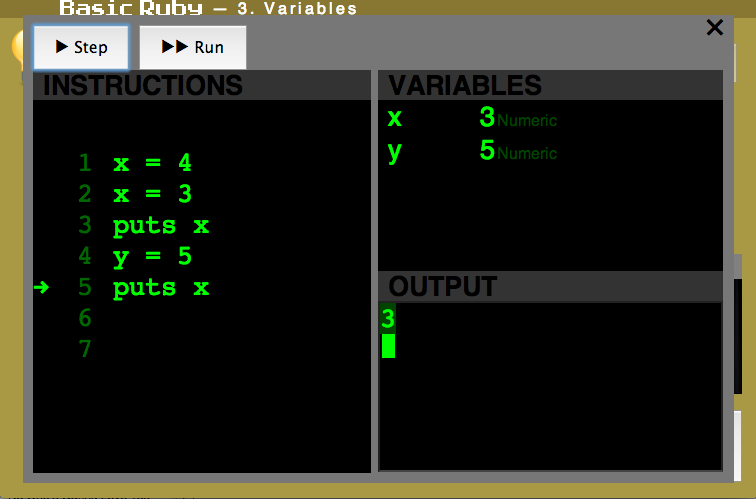 Basic Ruby — 3. Variables
×
▶ Step
▶▶ Run
INSTRUCTIONS
1 x = 4
2 x = 3
3 puts x
4 y = 5
➔ 5 puts x
6
7
VARIABLES
x 3 Numeric
y 5 Numeric
OUTPUT
3